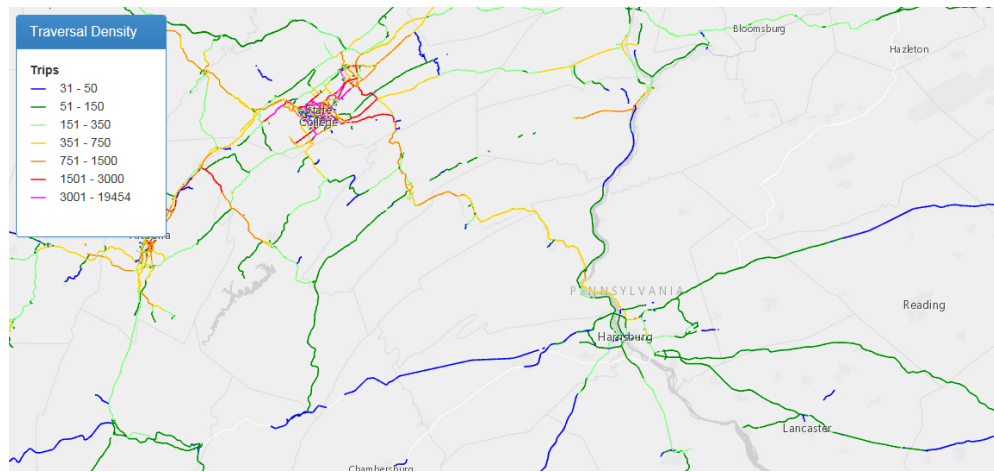 Traversal Density
Trips
31 - 50
51 - 150
151 - 350
351 - 750
751 - 1500
1501 - 3000
3001 - 19454
Bloomsburg
Hazleton
State
College
PENNSYLVANIA
Reading
Harrisburg
Lancaster
Chambersburg